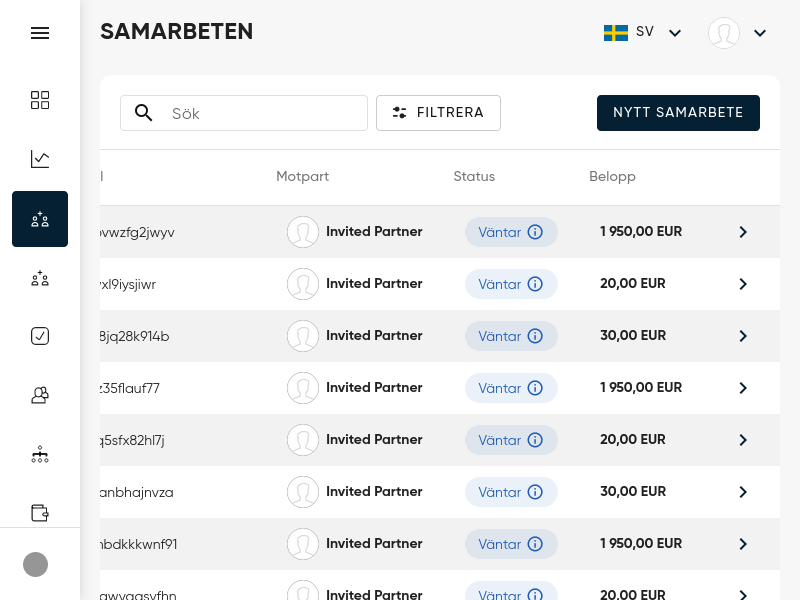 SAMARBETEN
SV
Sök
FILTRERA
NYTT SAMARBETE
Motpart Status Belopp
vwzfg2jwyv Invited Partner Väntar 1 950,00 EUR
xl9iysjiwr Invited Partner Väntar 20,00 EUR
8jq28k914b Invited Partner Väntar 30,00 EUR
z35flauf77 Invited Partner Väntar 1 950,00 EUR
q5sfx82hl7j Invited Partner Väntar 20,00 EUR
anbhajnvza Invited Partner Väntar 30,00 EUR
bdkkkwnf91 Invited Partner Väntar 1 950,00 EUR
Invited Partner Väntar 20,00 EUR